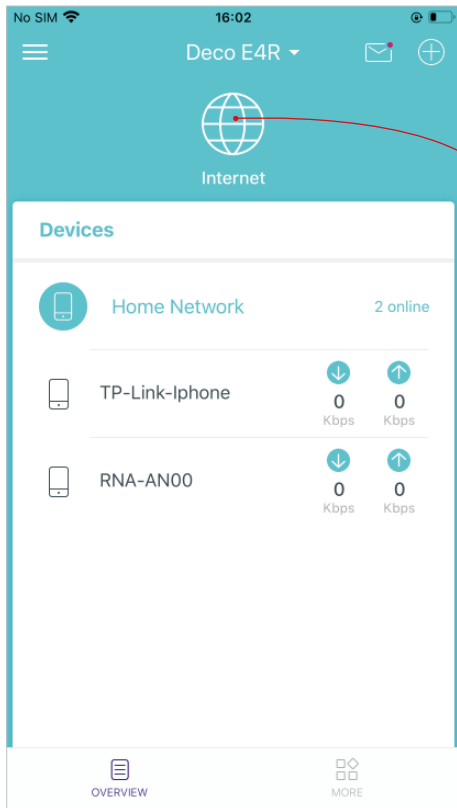 No SIM 16:02
Deco E4R
Internet
Devices
Home Network 2 online
TP-Link-Iphone 0 Kbps 0 Kbps
RNA-AN00 0 Kbps 0 Kbps
OVERVIEW MORE